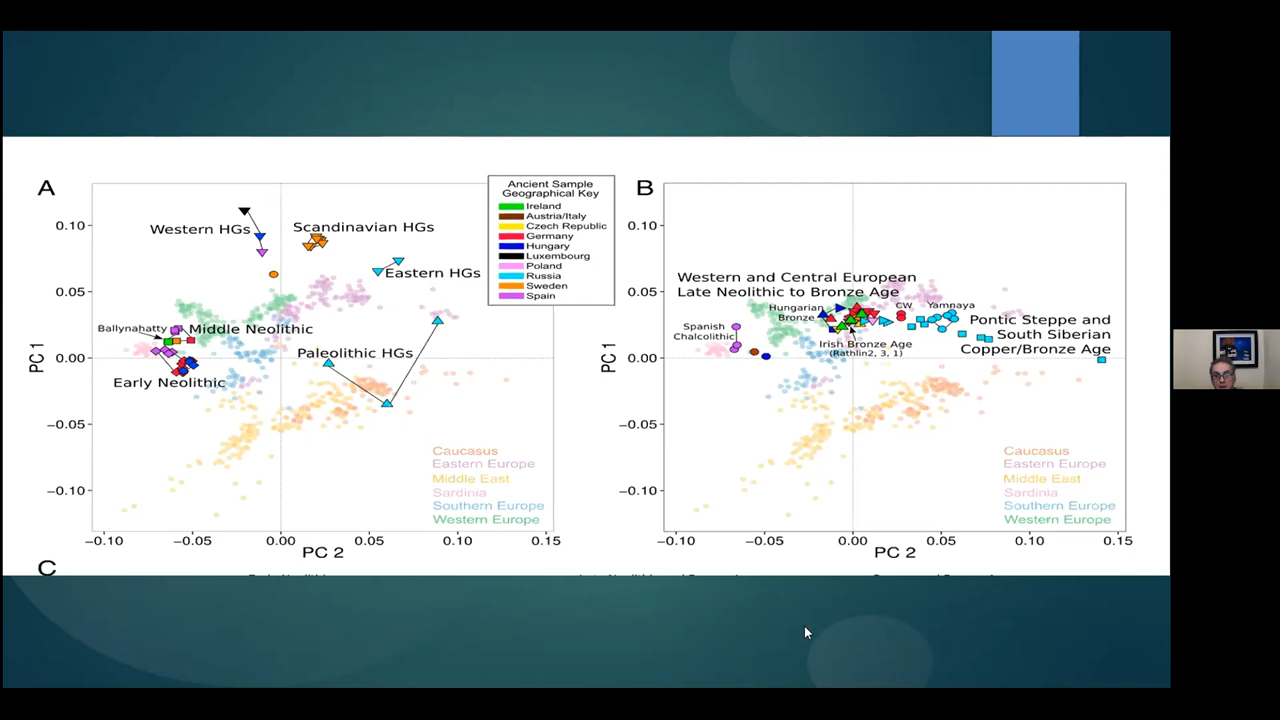 A
0.10
0.05
0.00
−0.05
−0.10
PC 1
Western HGs
Scandinavian HGs
Eastern HGs
Ballynahatty
Middle Neolithic
Paleolithic HGs
Early Neolithic
Caucasus
Eastern Europe
Middle East
Sardinia
Southern Europe
Western Europe
−0.10
−0.05
0.00
0.05
0.10
0.15
PC 2
Ancient Sample
Geographical Key
Ireland
Austria/Italy
Czech Republic
Germany
Hungary
Luxembourg
Poland
Russia
Sweden
Spain
B
0.10
0.05
0.00
−0.05
−0.10
PC 1
Western and Central European
Late Neolithic to Bronze Age
Hungarian
Bronze
CW
Yamnaya
Spanish
Chalcolithic
Pontic Steppe and
South Siberian
Copper/Bronze Age
Irish Bronze Age
(Rathlin2, 3, 1)
Caucasus
Eastern Europe
Middle East
Sardinia
Southern Europe
Western Europe
−0.10
−0.05
0.00
0.05
0.10
0.15
PC 2
C